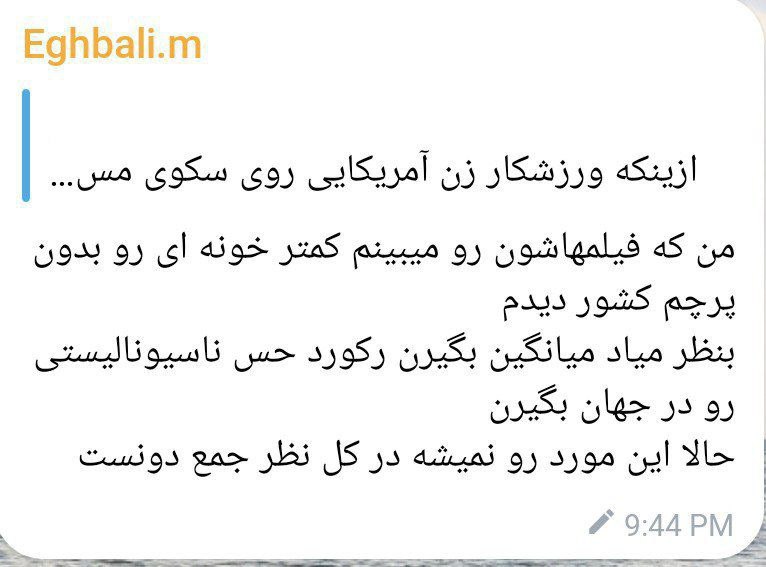 Eghbali.m
ازینکه ورزشکار زن آمریکایی روی سکوی مس...
من که فیلمهاشون رو میبینم کمتر خونه ای رو بدون
پرچم کشور دیدم
بنظر میاد میانگین بگیرن رکورد حس ناسیونالیستی
رو در جهان بگیرن
حالا این مورد رو نمیشه در کل نظر جمع دونست
9:44 PM